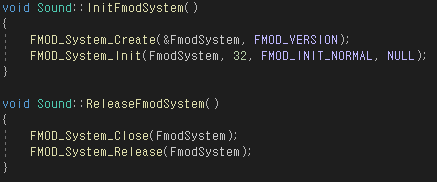 void Sound::InitFmodSystem()
{
FMOD_System_Create(&FmodSystem, FMOD_VERSION);
FMOD_System_Init(FmodSystem, 32, FMOD_INIT_NORMAL, NULL);
}
void Sound::ReleaseFmodSystem()
{
FMOD_System_Close(FmodSystem);
FMOD_System_Release(FmodSystem);
}